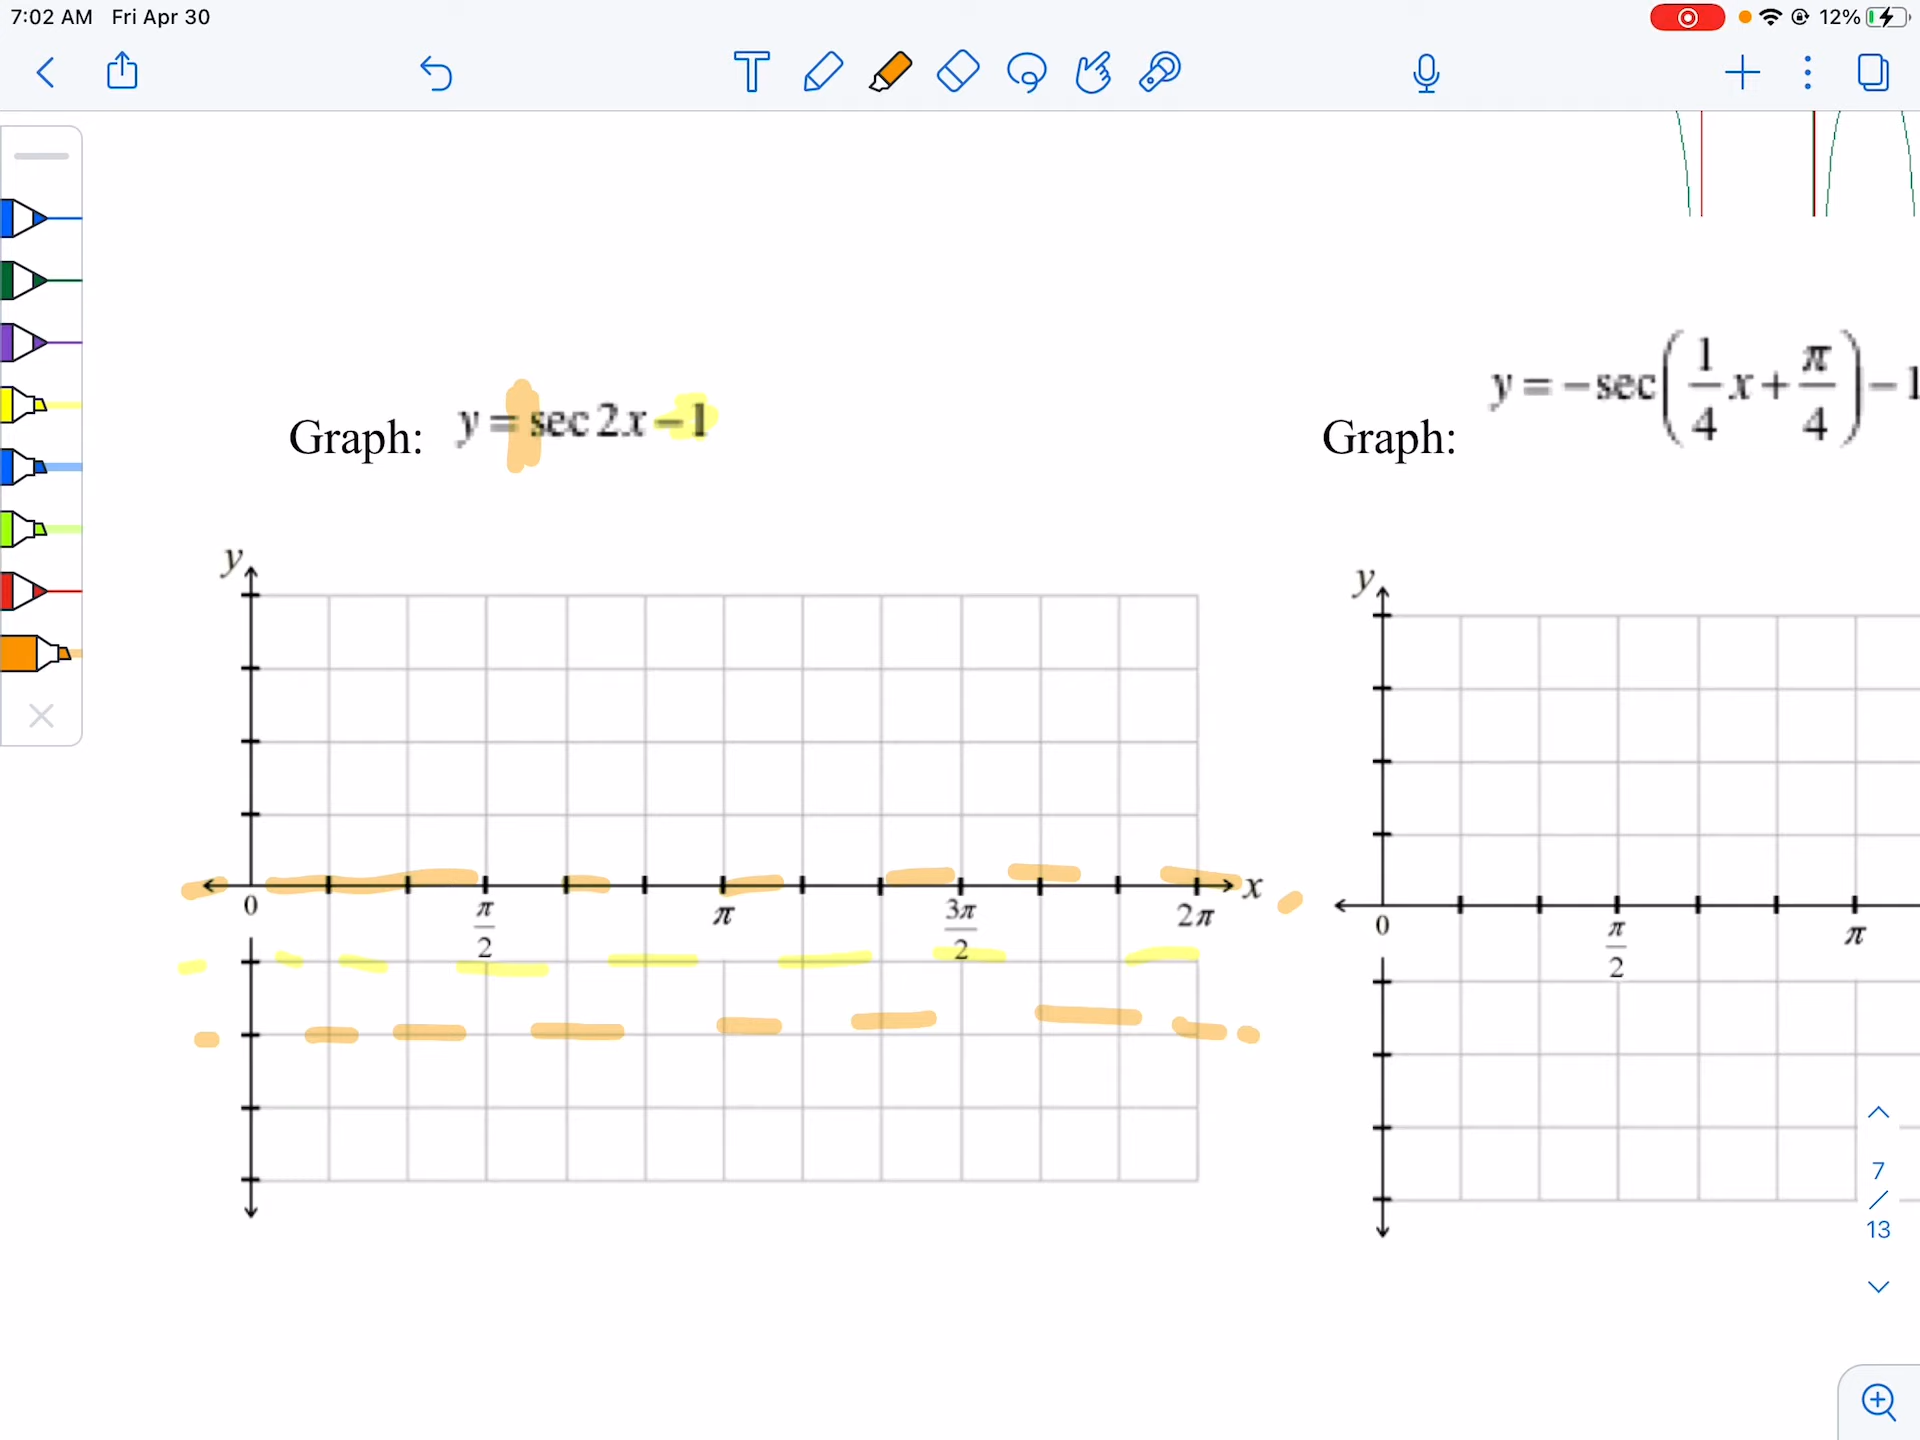 7:02 AM Fri Apr 30
12%
T
Graph: y = sec 2x − 1
Graph: y = −sec(1/4 x + π/4) − 1
y
x
0 π/2 π 3π/2 2π
y
0 π/2 π
7
/
13